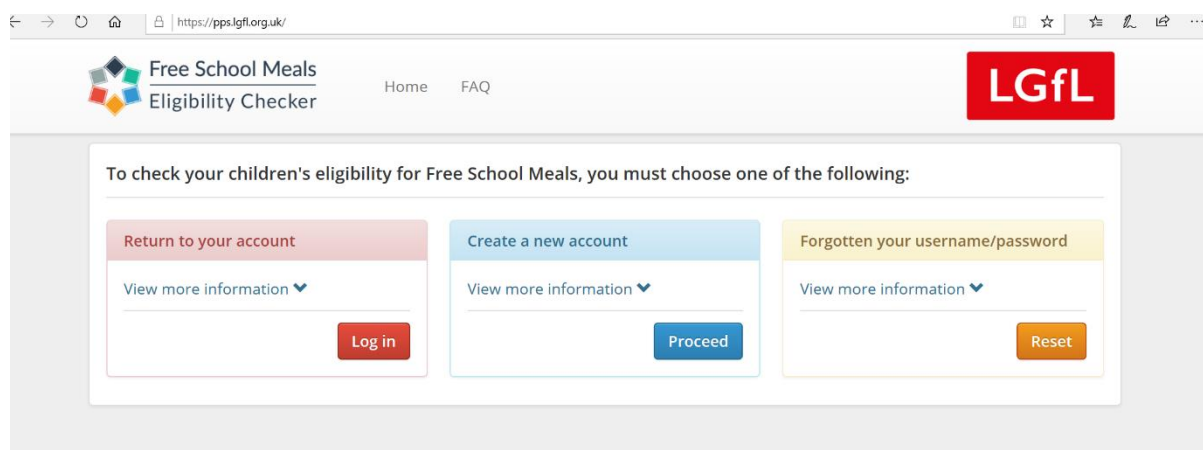 https://pps.lgfl.org.uk/
Free School Meals
Eligibility Checker
Home FAQ
LGfL
To check your children's eligibility for Free School Meals, you must choose one of the following:
Return to your account
View more information
Log in
Create a new account
View more information
Proceed
Forgotten your username/password
View more information
Reset